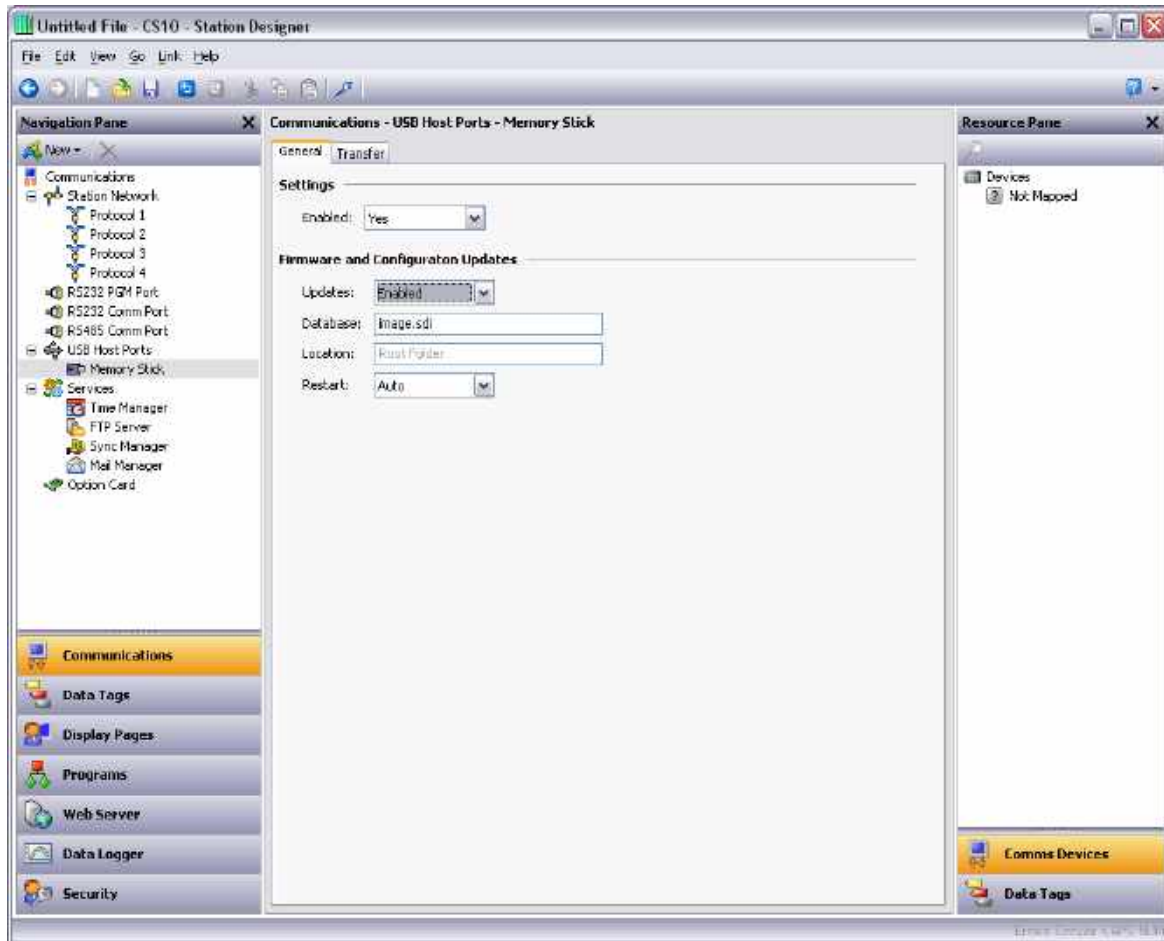 Untitled File - CS10 - Station Designer
File Edit View Go Link Help
Navigation Pane
New
Communications
Station Network
Protocol 1
Protocol 2
Protocol 3
Protocol 4
RS232 PGM Port
RS232 Comm Port
RS485 Comm Port
USB Host Ports
Memory Stick
Services
Time Manager
FTP Server
Sync Manager
Mail Manager
Option Card
Communications
Data Tags
Display Pages
Programs
Web Server
Data Logger
Security
Communications - USB Host Ports - Memory Stick
General Transfer
Settings
Enabled: Yes
Firmware and Configuraton Updates
Updates: Enabled
Database: image.sdi
Location: Root Folder
Restart: Auto
Resource Pane
Devices
Not Mapped
Comms Devices
Data Tags